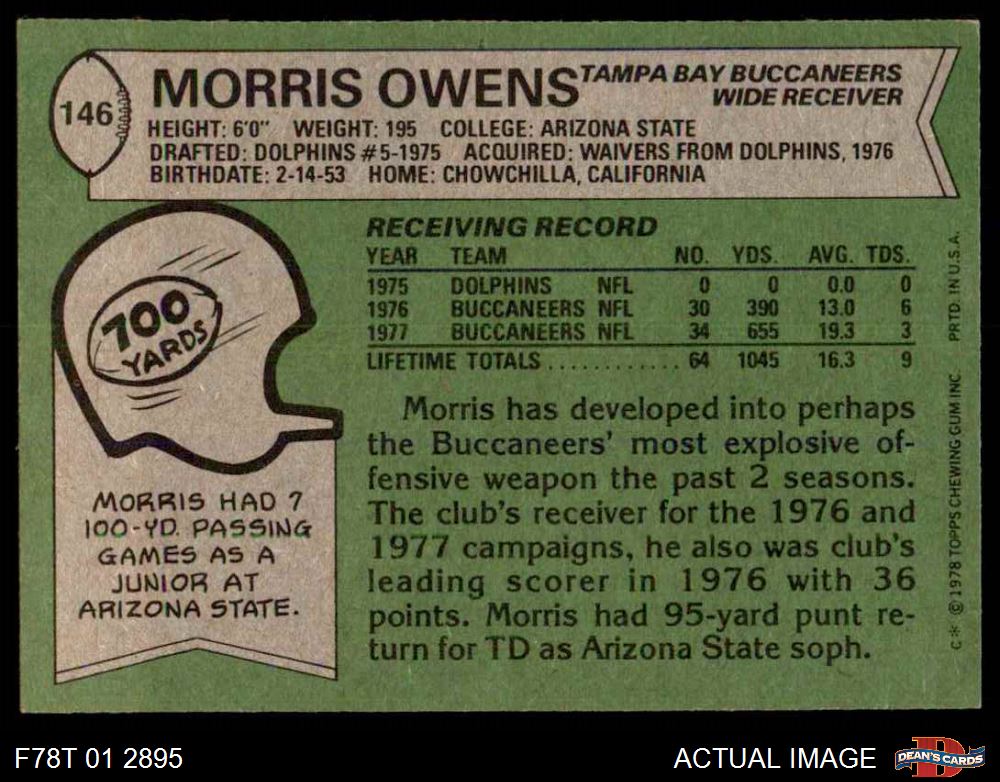 146
MORRIS OWENS
TAMPA BAY BUCCANEERS
WIDE RECEIVER
HEIGHT: 6'0" WEIGHT: 195 COLLEGE: ARIZONA STATE
DRAFTED: DOLPHINS #5-1975 ACQUIRED: WAIVERS FROM DOLPHINS, 1976
BIRTHDATE: 2-14-53 HOME: CHOWCHILLA, CALIFORNIA
700
YARDS
MORRIS HAD 7
100-YD. PASSING
GAMES AS A
JUNIOR AT
ARIZONA STATE.
RECEIVING RECORD
YEAR TEAM NO. YDS. AVG. TDS.
1975 DOLPHINS NFL 0 0 0.0 0
1976 BUCCANEERS NFL 30 390 13.0 6
1977 BUCCANEERS NFL 34 655 19.3 3
LIFETIME TOTALS............ 64 1045 16.3 9
Morris has developed into perhaps
the Buccaneers' most explosive of-
fensive weapon the past 2 seasons.
The club's receiver for the 1976 and
1977 campaigns, he also was club's
leading scorer in 1976 with 36
points. Morris had 95-yard punt re-
turn for TD as Arizona State soph.
C* © 1978 TOPPS CHEWING GUM INC. PRTD. IN U.S.A.
F78T 01 2895
ACTUAL IMAGE
D
DEAN'S CARDS